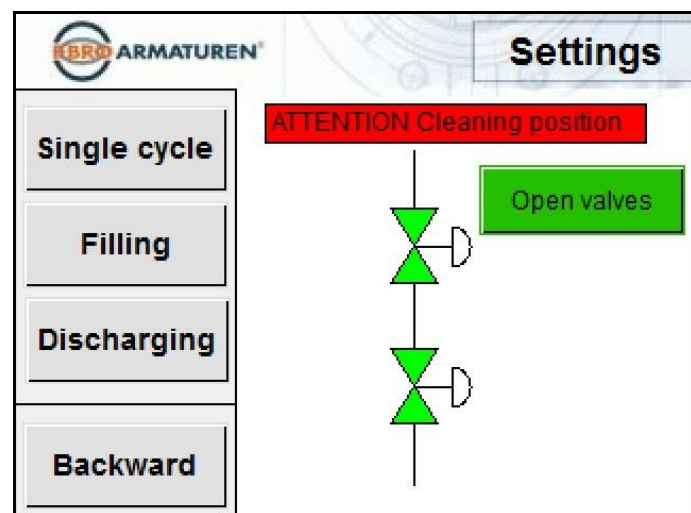 EBRO ARMATUREN®
Settings
ATTENTION Cleaning position
Single cycle
Open valves
Filling
Discharging
Backward